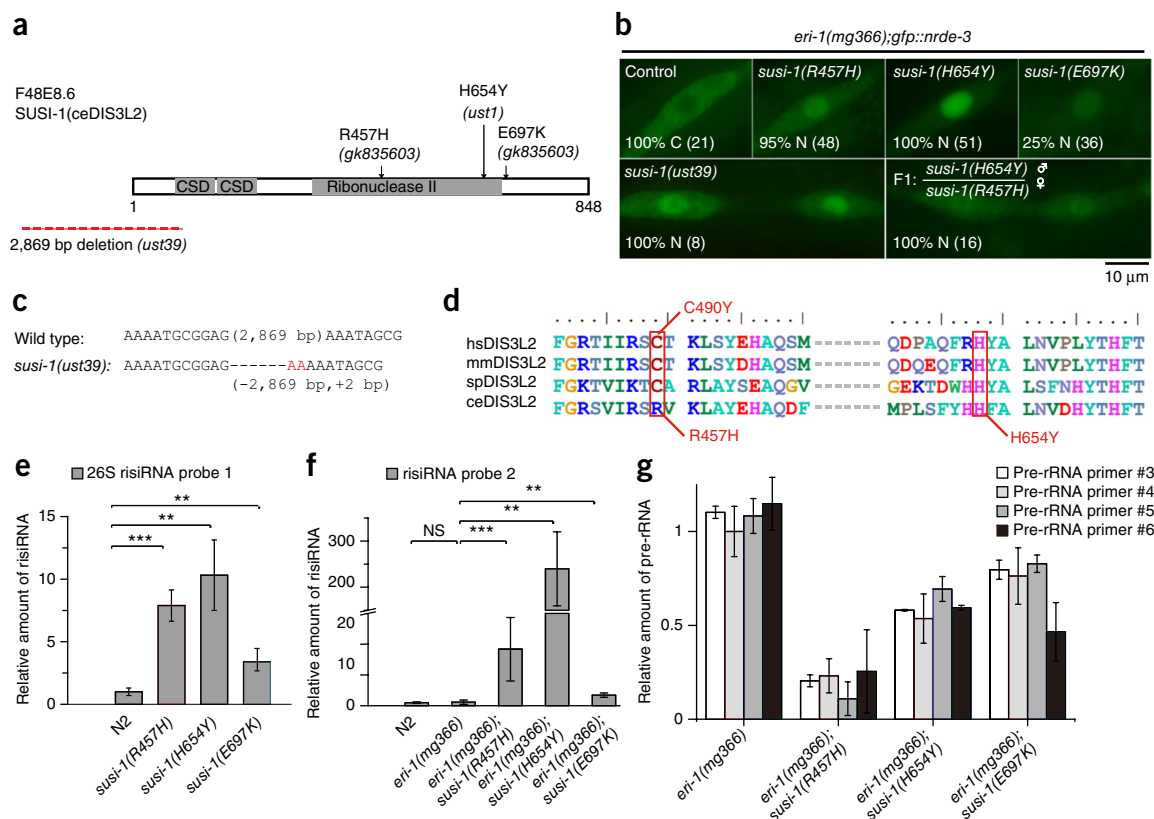 a
F48E8.6
SUSI-1(ceDIS3L2)
H654Y
(ust1)
R457H
(gk835603)
E697K
(gk835603)
CSD CSD Ribonuclease II
1 848
2,869 bp deletion (ust39)
b
eri-1(mg366);gfp::nrde-3
Control
100% C (21)
susi-1(R457H)
95% N (48)
susi-1(H654Y)
100% N (51)
susi-1(E697K)
25% N (36)
susi-1(ust39)
100% N (8)
F1: susi-1(H654Y) ♂
susi-1(R457H) ♀
100% N (16)
10 μm
c
Wild type: AAAATGCGGAG(2,869 bp)AAATAGCG
susi-1(ust39): AAAATGCGGAG------AAAAATAGCG
(-2,869 bp,+2 bp)
d
C490Y
hsDIS3L2 FGRTIIRSCT KLSYEHAQSM QDPAQFRHYA LNVPLYTHFT
mmDIS3L2 FGRTIIRSCT KLSYEHAQSM QDQEQFRHYA LNVPLYTHFT
spDIS3L2 FGKTVIKTCA RLAYSEAQGV GEKTDWHHYA LSFNHYTHFT
ceDIS3L2 FGRSVIRSRV KLAYEHAQDF MPLSFYHHFA LNVDHYTHFT
R457H
H654Y
e
26S risiRNA probe 1
Relative amount of risiRNA
15
10
5
0
**
**
***
N2
susi-1(R457H)
susi-1(H654Y)
susi-1(E697K)
f
risiRNA probe 2
Relative amount of risiRNA
300
200
20
10
0
**
**
NS
***
N2
eri-1(mg366)
eri-1(mg366);
susi-1(R457H)
eri-1(mg366);
susi-1(H654Y)
eri-1(mg366);
susi-1(E697K)
g
Pre-rRNA primer #3
Pre-rRNA primer #4
Pre-rRNA primer #5
Pre-rRNA primer #6
Relative amount of pre-rRNA
1
0.5
0
eri-1(mg366)
eri-1(mg366);
susi-1(R457H)
eri-1(mg366);
susi-1(H654Y)
eri-1(mg366);
susi-1(E697K)